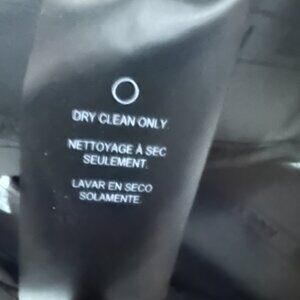 DRY CLEAN ONLY.
NETTOYAGE À SEC
SEULEMENT.
LAVAR EN SECO
SOLAMENTE.